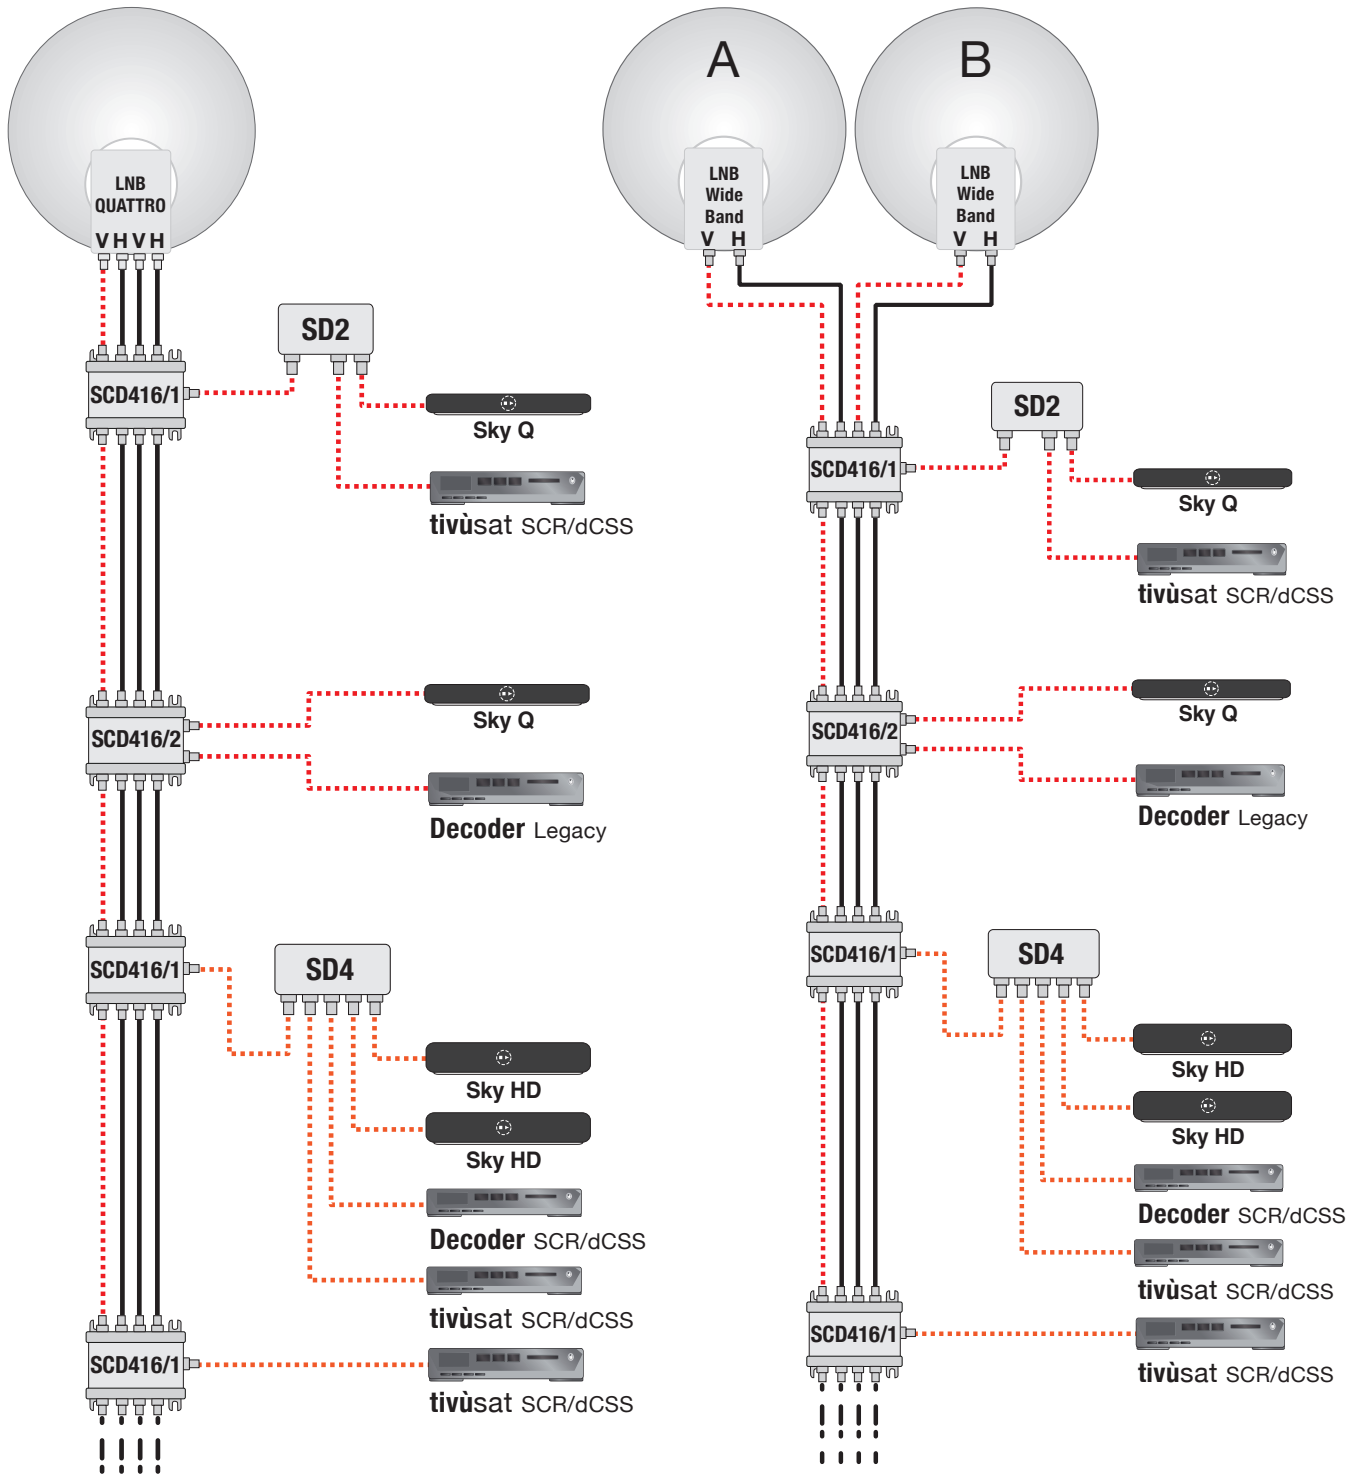 LNB
QUATTRO
V H V H
SD2
SCD416/1
Sky Q
tivùsat SCR/dCSS
SCD416/2
Sky Q
Decoder Legacy
SCD416/1
SD4
Sky HD
Sky HD
Decoder SCR/dCSS
tivùsat SCR/dCSS
SCD416/1
tivùsat SCR/dCSS
A
B
LNB
Wide
Band
V H
LNB
Wide
Band
V H
SD2
SCD416/1
Sky Q
tivùsat SCR/dCSS
SCD416/2
Sky Q
Decoder Legacy
SCD416/1
SD4
Sky HD
Sky HD
Decoder SCR/dCSS
tivùsat SCR/dCSS
SCD416/1
tivùsat SCR/dCSS